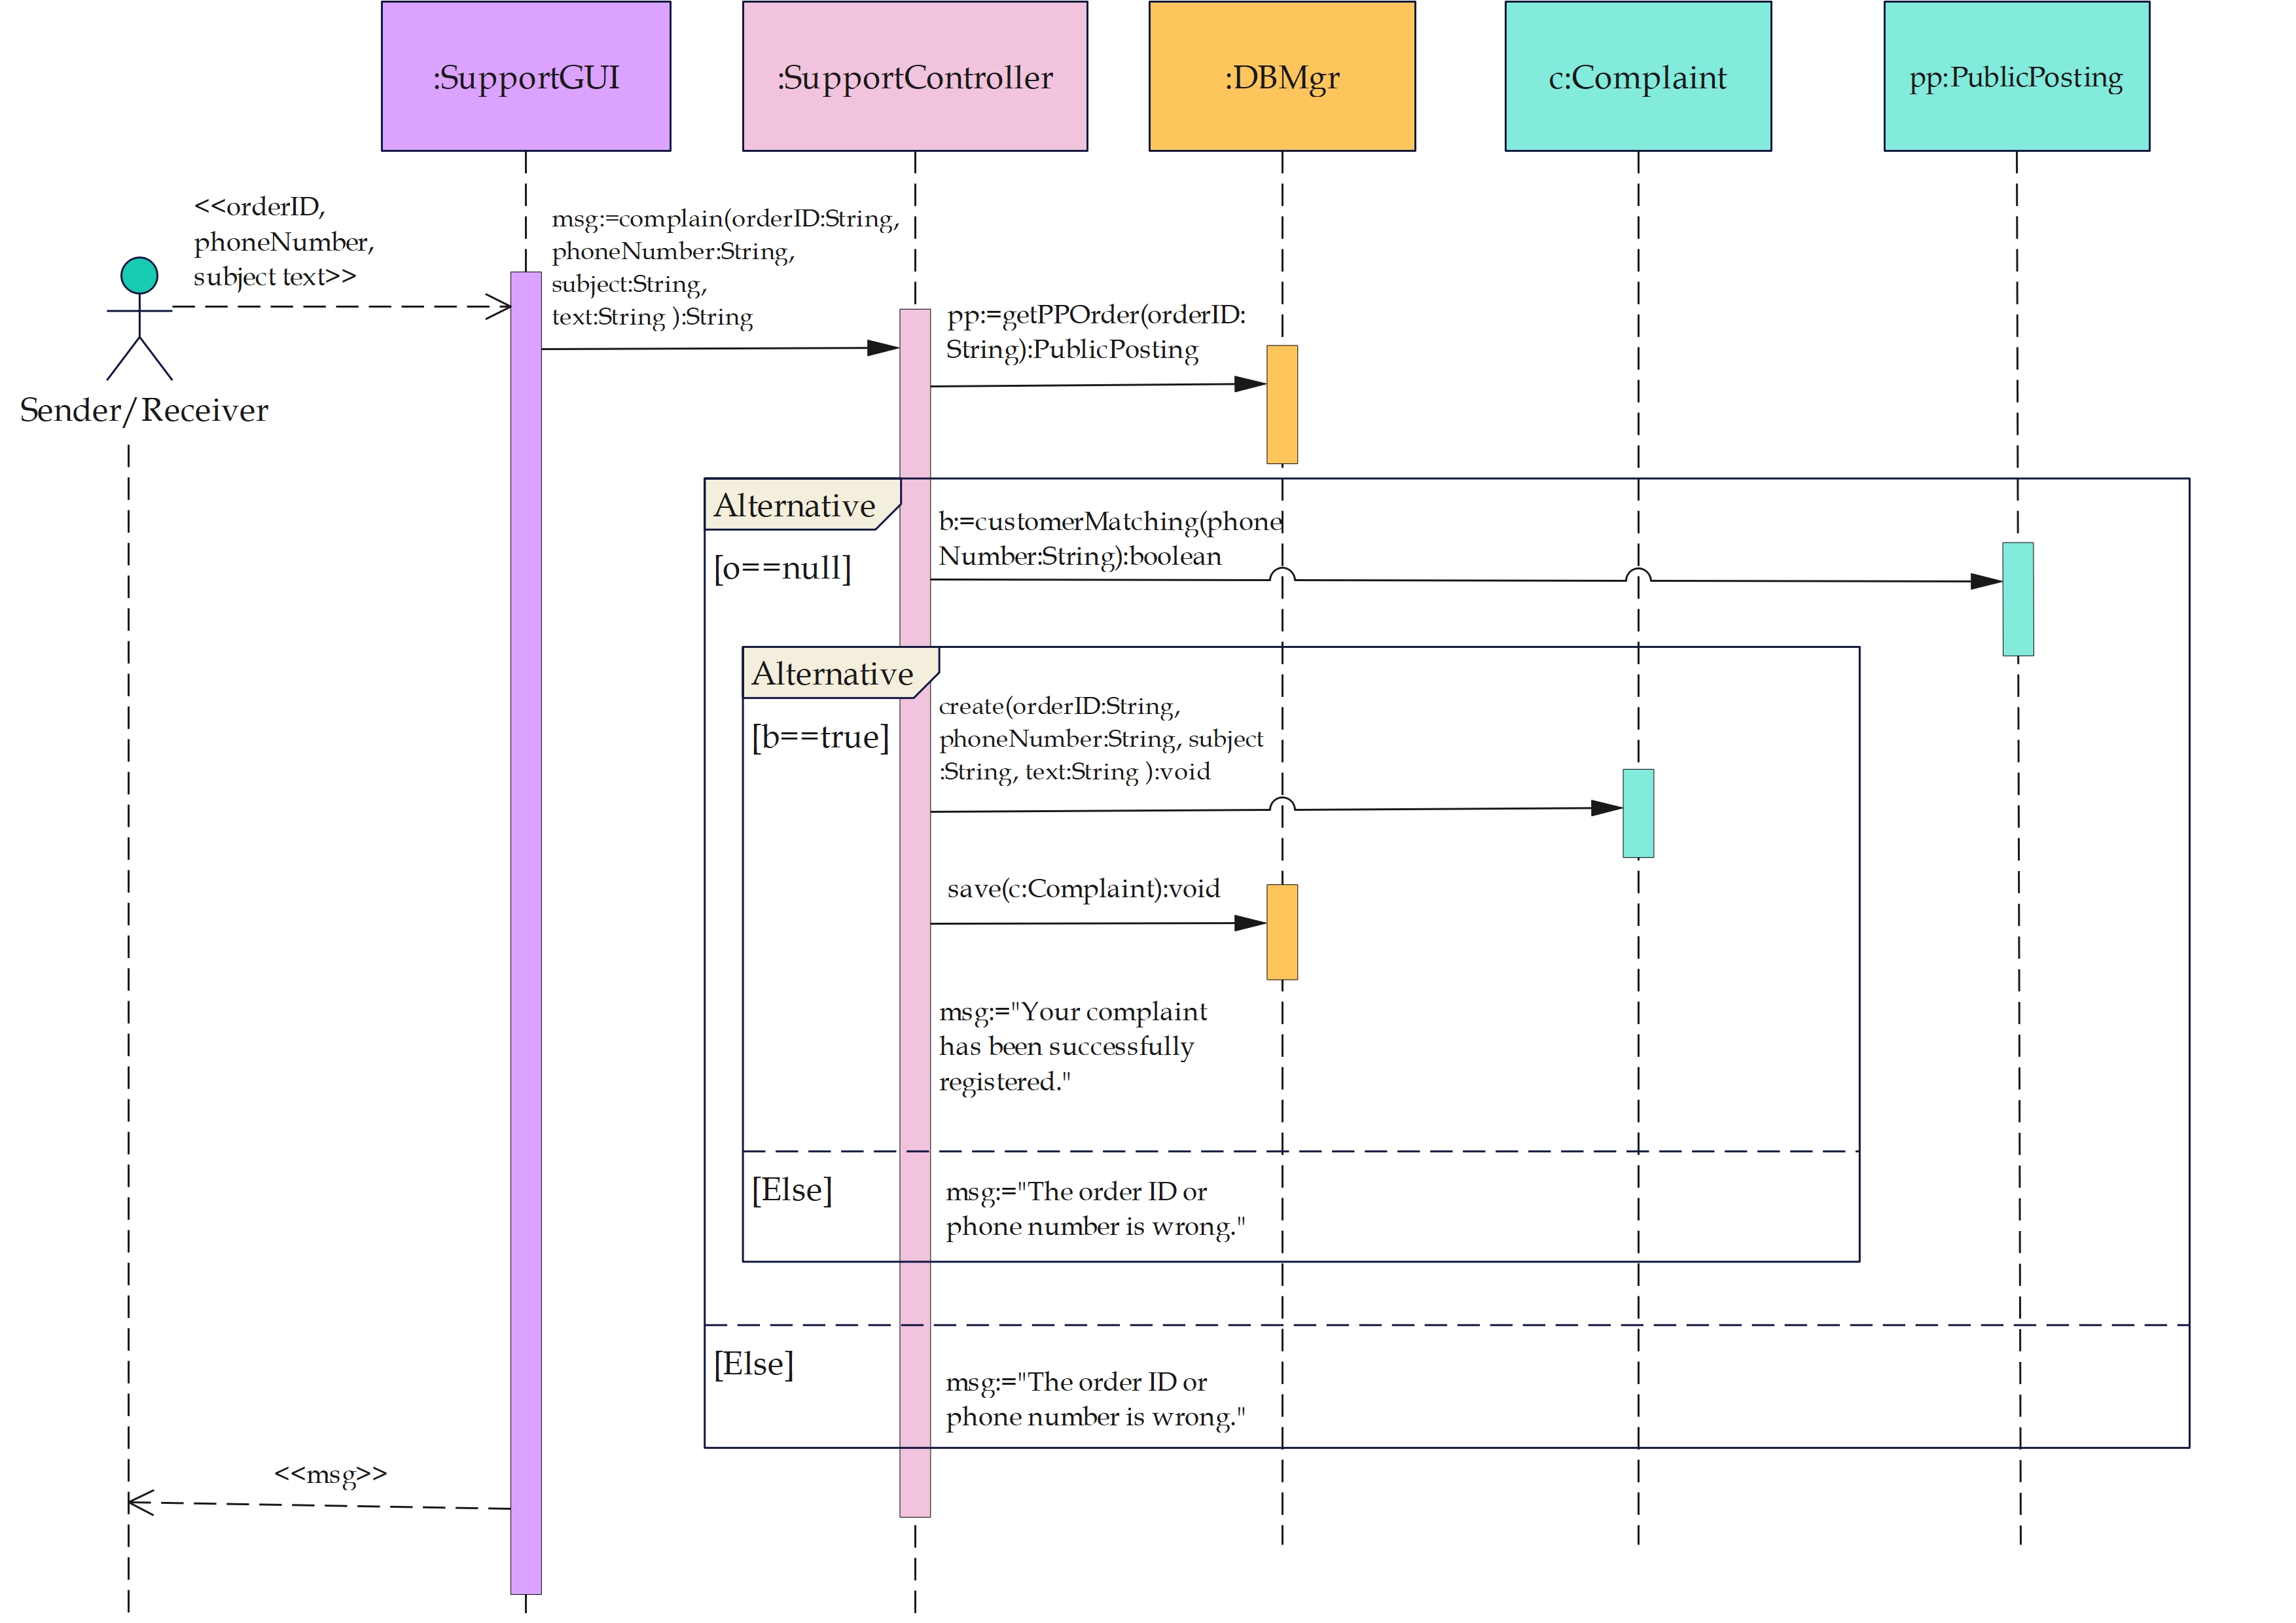 :SupportGUI
:SupportController
:DBMgr
c:Complaint
pp:PublicPosting
<<orderID,
phoneNumber,
subject text>>
Sender/Receiver
msg:=complain(orderID:String,
phoneNumber:String,
subject:String,
text:String ):String
pp:=getPPOrder(orderID:
String):PublicPosting
Alternative
[o==null]
b:=customerMatching(phone
Number:String):boolean
Alternative
[b==true]
create(orderID:String,
phoneNumber:String, subject
:String, text:String ):void
save(c:Complaint):void
msg:="Your complaint
has been successfully
registered."
[Else]
msg:="The order ID or
phone number is wrong."
[Else]
msg:="The order ID or
phone number is wrong."
<<msg>>